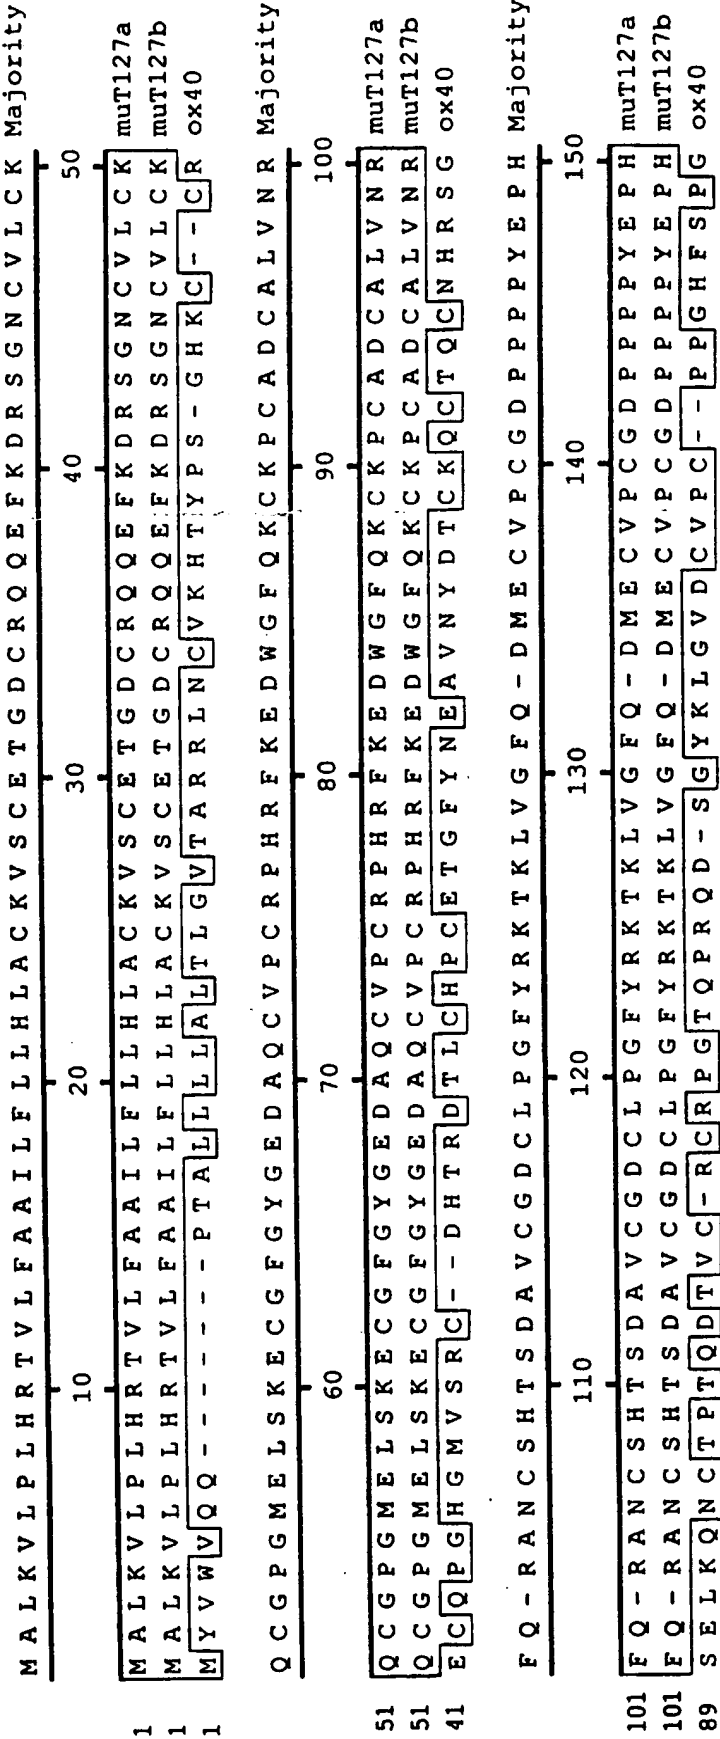 M A L K V L P L H R T V L F A A I L F L L H L A C K V S C E T G D C R Q Q E F K D R S G N C V L C K Majority
10 20 30 40 50
1 M A L K V L P L H R T V L F A A I L F L L H L A C K V S C E T G D C R Q Q E F K D R S G N C V L C K muT127a
1 M A L K V L P L H R T V L F A A I L F L L H L A C K V S C E T G D C R Q Q E F K D R S G N C V L C K muT127b
1 M Y V W V Q Q - - - - - - - P T A L L L L A L T L G V T A R R L N C V K H T Y P S - G H K C - - C R ox40
Q C G P G M E L S K E C G F G Y G E D A Q C V P C R P H R F K E D W G F Q K C K P C A D C A L V N R Majority
60 70 80 90 100
51 Q C G P G M E L S K E C G F G Y G E D A Q C V P C R P H R F K E D W G F Q K C K P C A D C A L V N R muT127a
51 Q C G P G M E L S K E C G F G Y G E D A Q C V P C R P H R F K E D W G F Q K C K P C A D C A L V N R muT127b
41 E C Q P G H G M V S R C - - D H T R D T L C H P C E T G F Y N E A V N Y D T C K Q C T Q C N H R S G ox40
F Q - R A N C S H T S D A V C G D C L P G F Y R K T K L V G F Q - D M E C V P C G D P P P P Y E P H Majority
110 120 130 140 150
101 F Q - R A N C S H T S D A V C G D C L P G F Y R K T K L V G F Q - D M E C V P C G D P P P P Y E P H muT127a
101 F Q - R A N C S H T S D A V C G D C L P G F Y R K T K L V G F Q - D M E C V P C G D P P P P Y E P H muT127b
89 S E L K Q N C T P T Q D T V C - R C R P G T Q P R Q D - S G Y K L G V D C V P C - - P P G H F S P G ox40